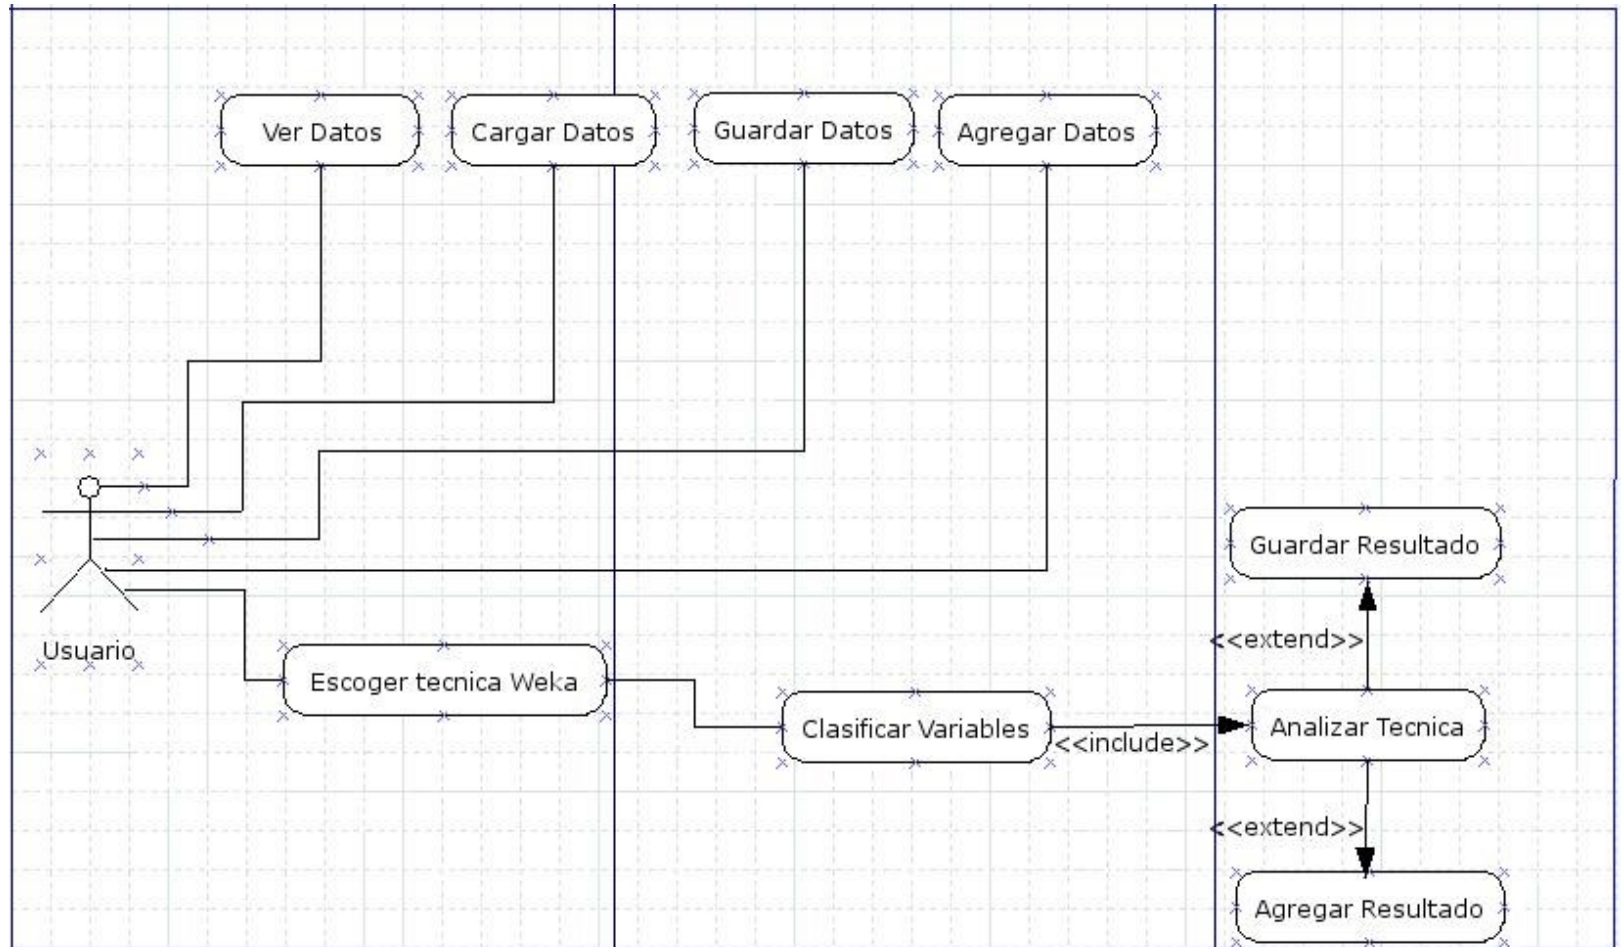 Ver Datos
Cargar Datos
Guardar Datos
Agregar Datos
Guardar Resultado
<<extend>>
Usuario
Escoger tecnica Weka
Clasificar Variables
<<include>>
Analizar Tecnica
<<extend>>
Agregar Resultado